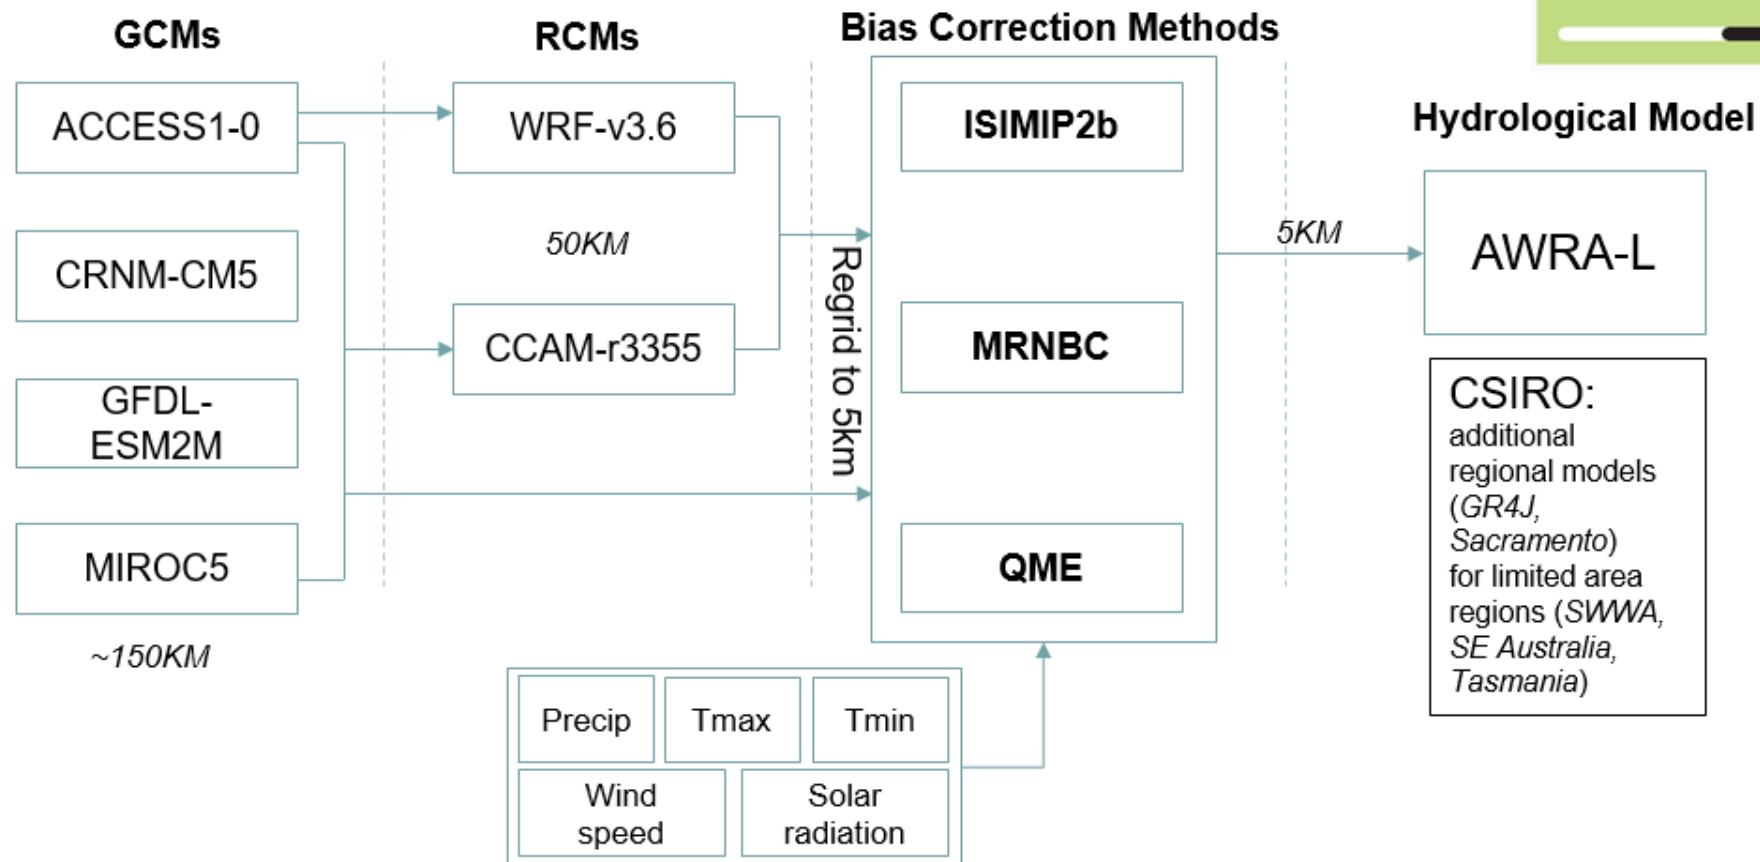 GCMs
RCMs
Bias Correction Methods
Hydrological Model
ACCESS1-0
CRNM-CM5
GFDL-
ESM2M
MIROC5
~150KM
WRF-v3.6
50KM
CCAM-r3355
Regrid to 5km
ISIMIP2b
MRNBC
QME
5KM
AWRA-L
CSIRO:
additional
regional models
(GR4J,
Sacramento)
for limited area
regions (SWWA,
SE Australia,
Tasmania)
Precip
Tmax
Tmin
Wind
speed
Solar
radiation